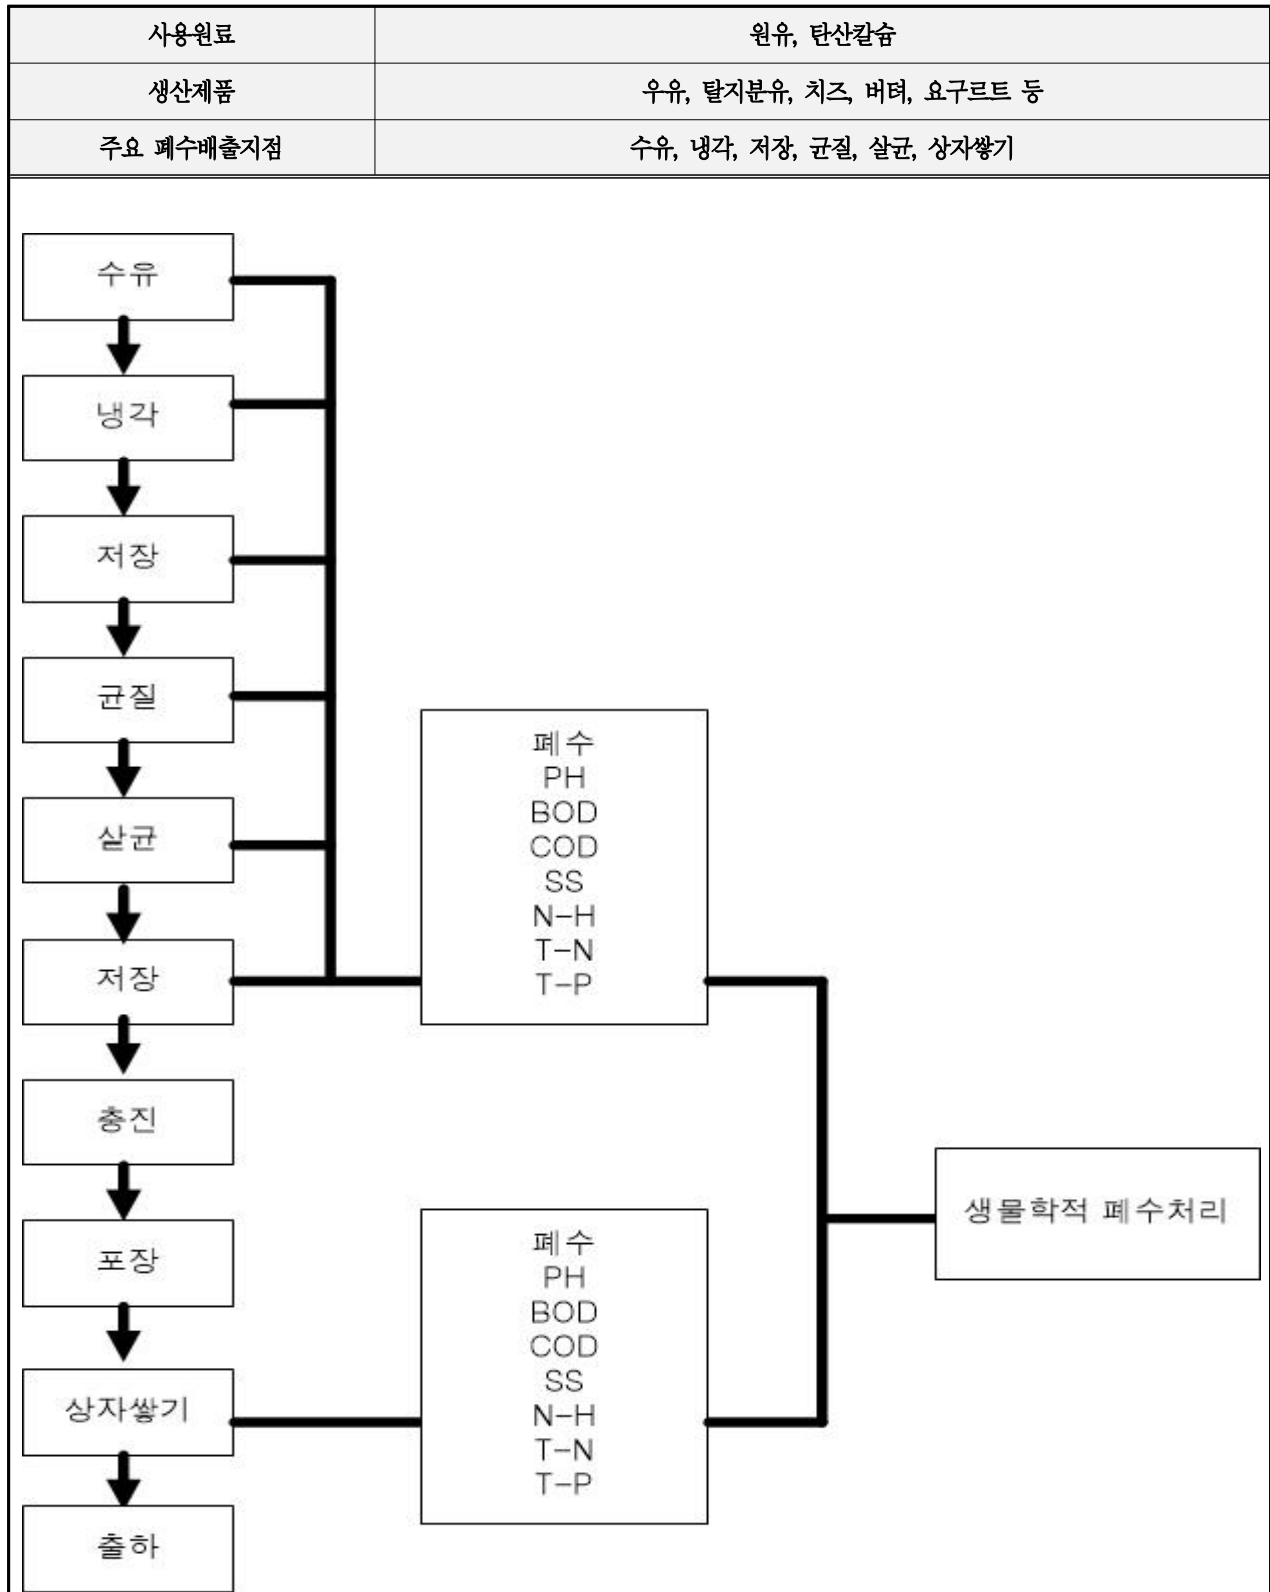 사용원료 원유, 탄산칼슘
생산제품 우유, 탈지분유, 치즈, 버텨, 요구르트 등
주요 폐수배출지점 수유, 냉각, 저장, 균질, 살균, 상자쌓기
수유
냉각
저장
균질
살균
저장
충진
포장
상자쌓기
출하
폐수
PH
BOD
COD
SS
N-H
T-N
T-P
폐수
PH
BOD
COD
SS
N-H
T-N
T-P
생물학적 폐수처리